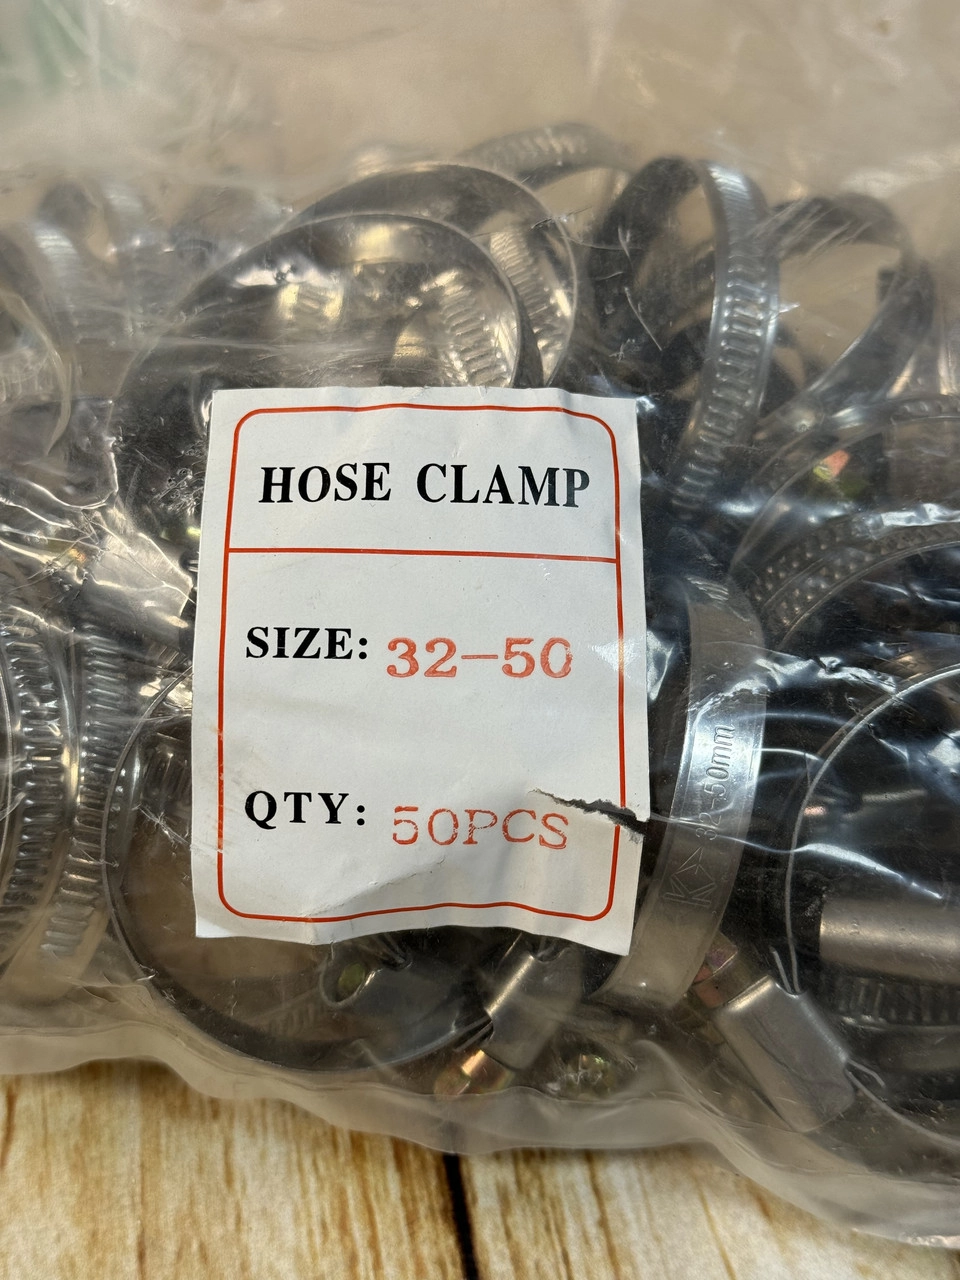 HOSE CLAMP
SIZE: 32-50
QTY: 50PCS
32-50mm